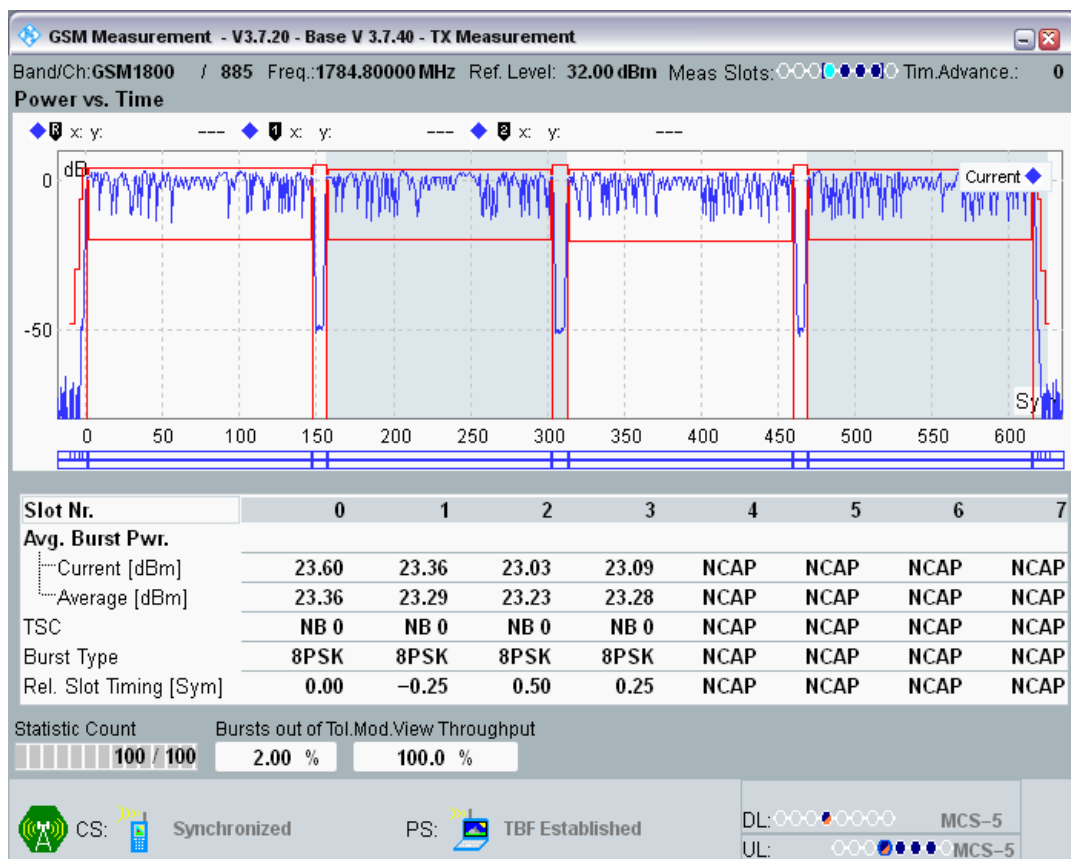 GSM Measurement - V3.7.20 - Base V 3.7.40 - TX Measurement
Band/Ch:GSM1800 / 885 Freq.:1784.80000 MHz Ref. Level: 32.00 dBm Meas Slots: Tim.Advance.: 0
Power vs. Time
R x: y: --- 1 x: y: --- 2 x: y: ---
dB
Current
0
-50
Sy
0 50 100 150 200 250 300 350 400 450 500 550 600
Slot Nr. 0 1 2 3 4 5 6 7
Avg. Burst Pwr.
Current [dBm] 23.60 23.36 23.03 23.09 NCAP NCAP NCAP NCAP
Average [dBm] 23.36 23.29 23.23 23.28 NCAP NCAP NCAP NCAP
TSC NB 0 NB 0 NB 0 NB 0 NCAP NCAP NCAP NCAP
Burst Type 8PSK 8PSK 8PSK 8PSK NCAP NCAP NCAP NCAP
Rel. Slot Timing [Sym] 0.00 −0.25 0.50 0.25 NCAP NCAP NCAP NCAP
Statistic Count Bursts out of Tol.Mod.View Throughput
100 / 100 2.00 % 100.0 %
CS: Synchronized PS: TBF Established
DL: MCS−5
UL: MCS−5